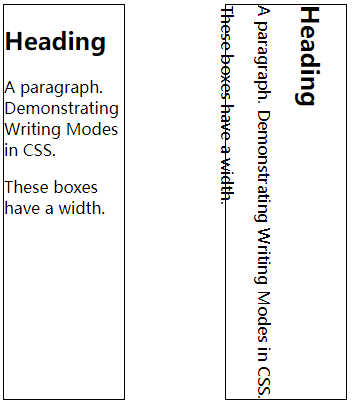 Heading
A paragraph.
Demonstrating
Writing Modes
in CSS.
These boxes
have a width.
Heading
A paragraph. Demonstrating Writing Modes in CSS.
These boxes have a width.